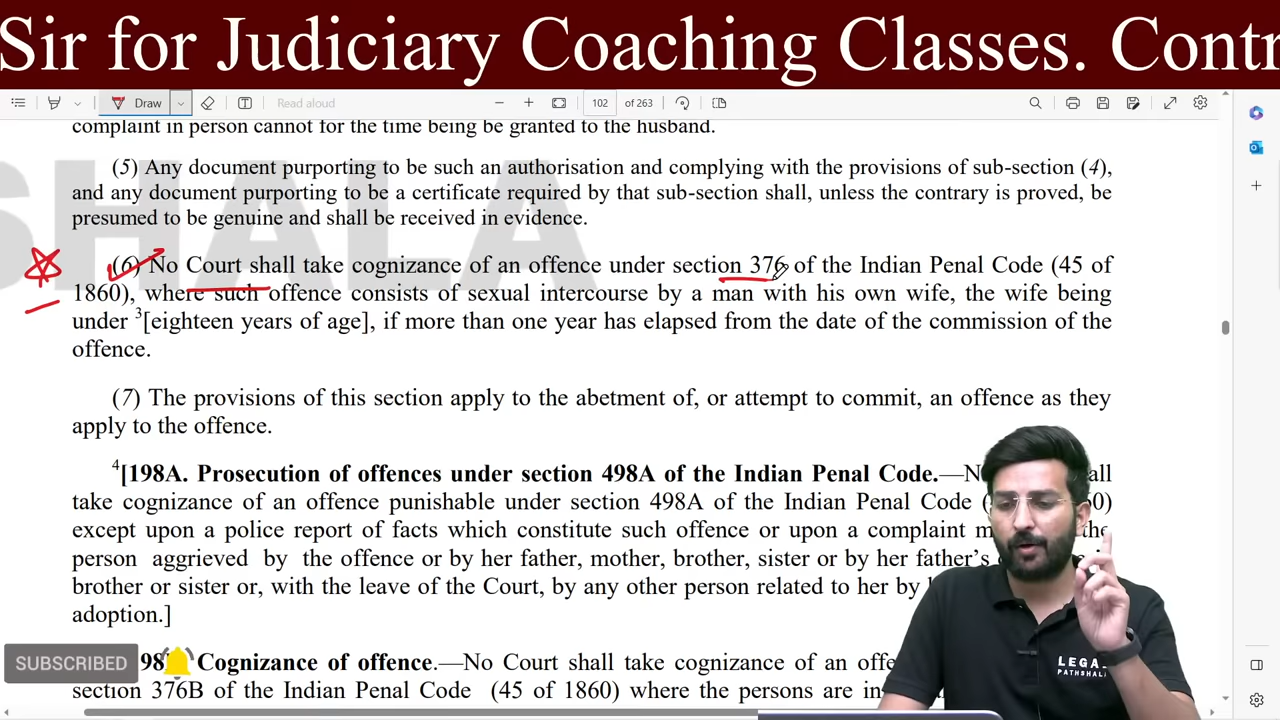 Sir for Judiciary Coaching Classes. Contr
Draw
Read aloud
102 of 263
complaint in person cannot for the time being be granted to the husband.
(5) Any document purporting to be such an authorisation and complying with the provisions of sub-section (4),
and any document purporting to be a certificate required by that sub-section shall, unless the contrary is proved, be
presumed to be genuine and shall be received in evidence.
(6) No Court shall take cognizance of an offence under section 376 of the Indian Penal Code (45 of
1860), where such offence consists of sexual intercourse by a man with his own wife, the wife being
under 3[eighteen years of age], if more than one year has elapsed from the date of the commission of the
offence.
(7) The provisions of this section apply to the abetment of, or attempt to commit, an offence as they
apply to the offence.
4[198A. Prosecution of offences under section 498A of the Indian Penal Code.—N
all
take cognizance of an offence punishable under section 498A of the Indian Penal Code (
0)
except upon a police report of facts which constitute such offence or upon a complaint m
the
person aggrieved by the offence or by her father, mother, brother, sister or by her father's
brother or sister or, with the leave of the Court, by any other person related to her by
adoption.]
Cognizance of offence.—No Court shall take cognizance of an offe
section 376B of the Indian Penal Code (45 of 1860) where the persons are in
SHALA
SUBSCRIBED
LEGAL
PATHSHALA